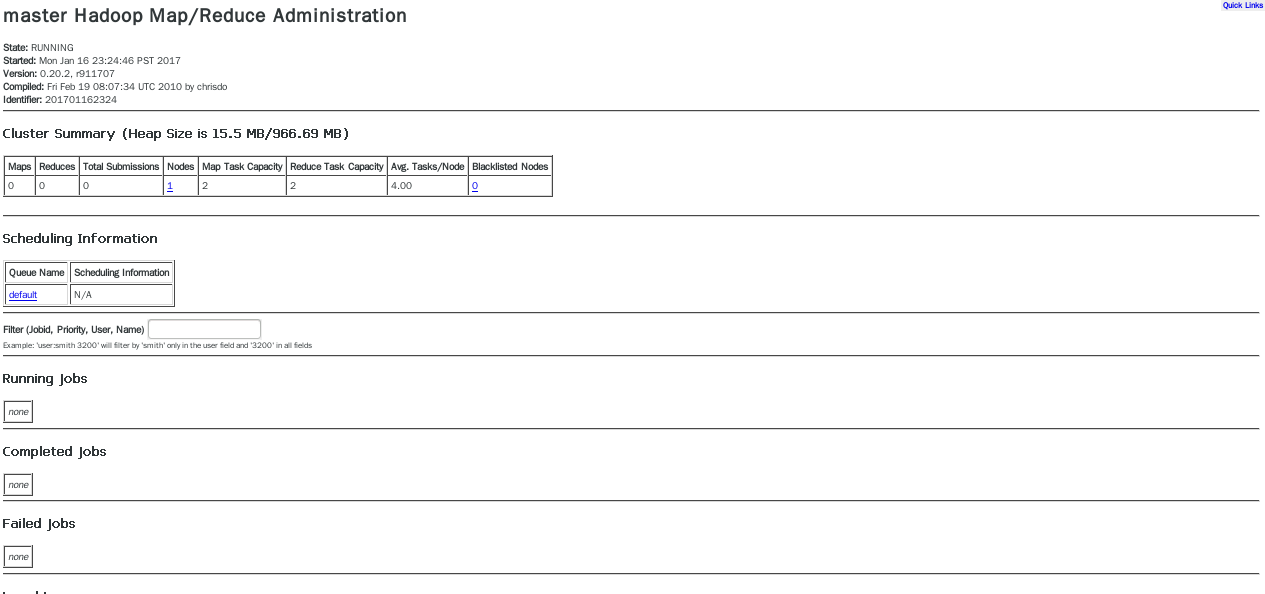 Quick Links
master Hadoop Map/Reduce Administration
State: RUNNING
Started: Mon Jan 16 23:24:46 PST 2017
Version: 0.20.2, r911707
Compiled: Fri Feb 19 08:07:34 UTC 2010 by chrisdo
Identifier: 201701162324
Cluster Summary (Heap Size is 15.5 MB/966.69 MB)
Maps Reduces Total Submissions Nodes Map Task Capacity Reduce Task Capacity Avg. Tasks/Node Blacklisted Nodes
0 0 0 1 2 2 4.00 0
Scheduling Information
Queue Name Scheduling Information
default N/A
Filter (Jobid, Priority, User, Name)
Example: 'user:smith 3200' will filter by 'smith' only in the user field and '3200' in all fields
Running Jobs
none
Completed Jobs
none
Failed Jobs
none